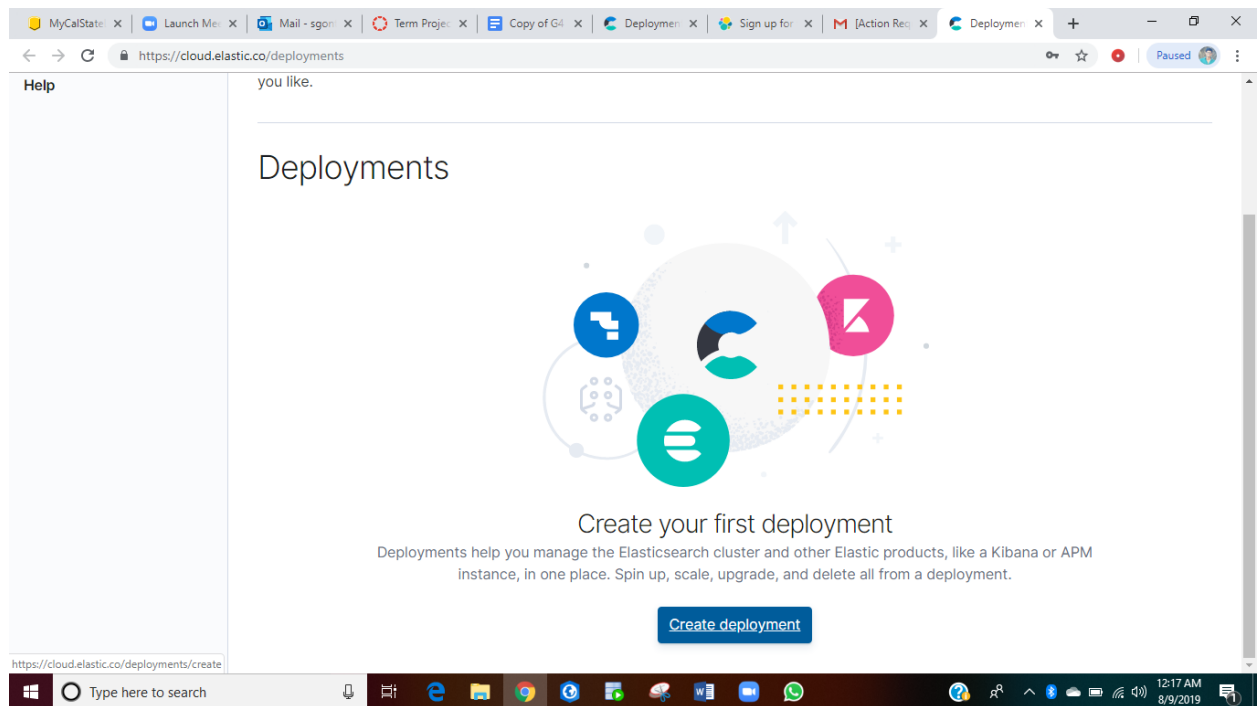 MyCalState
Launch Mee
Mail - sgom
Term Projec
Copy of G4
Deploymen
Sign up for
[Action Req
Deploymen
https://cloud.elastic.co/deployments
Paused
Help
you like.
Deployments
Create your first deployment
Deployments help you manage the Elasticsearch cluster and other Elastic products, like a Kibana or APM
instance, in one place. Spin up, scale, upgrade, and delete all from a deployment.
Create deployment
https://cloud.elastic.co/deployments/create
Type here to search
12:17 AM
8/9/2019
1